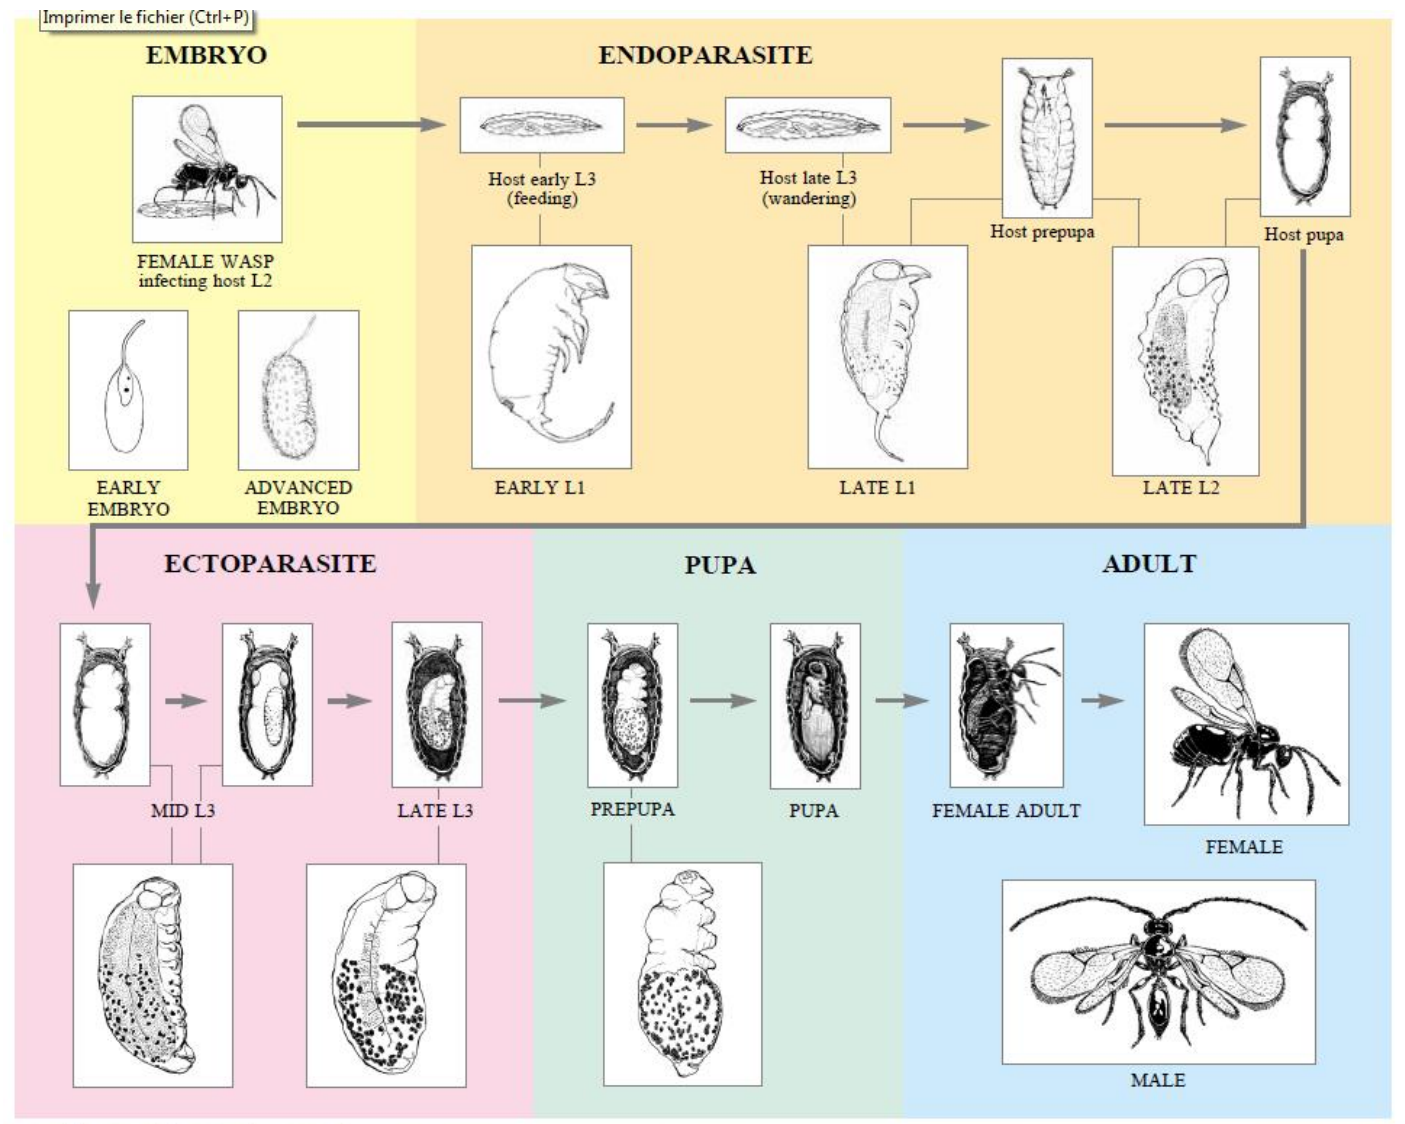 Imprimer le fichier (Ctrl+P)
EMBRYO
ENDOPARASITE
FEMALE WASP
infecting host L2
Host early L3
(feeding)
Host late L3
(wandering)
Host prepupa
Host pupa
EARLY
EMBRYO
ADVANCED
EMBRYO
EARLY L1
LATE L1
LATE L2
ECTOPARASITE
PUPA
ADULT
MID L3
LATE L3
PREPUPA
PUPA
FEMALE ADULT
FEMALE
MALE